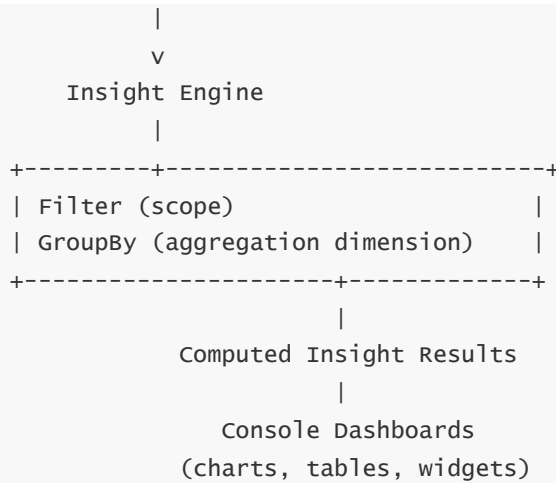 |
v
Insight Engine
|
+---------+---------------------------+
| Filter (scope) |
| GroupBy (aggregation dimension) |
+-----------------------+-------------+
|
Computed Insight Results
|
Console Dashboards
(charts, tables, widgets)